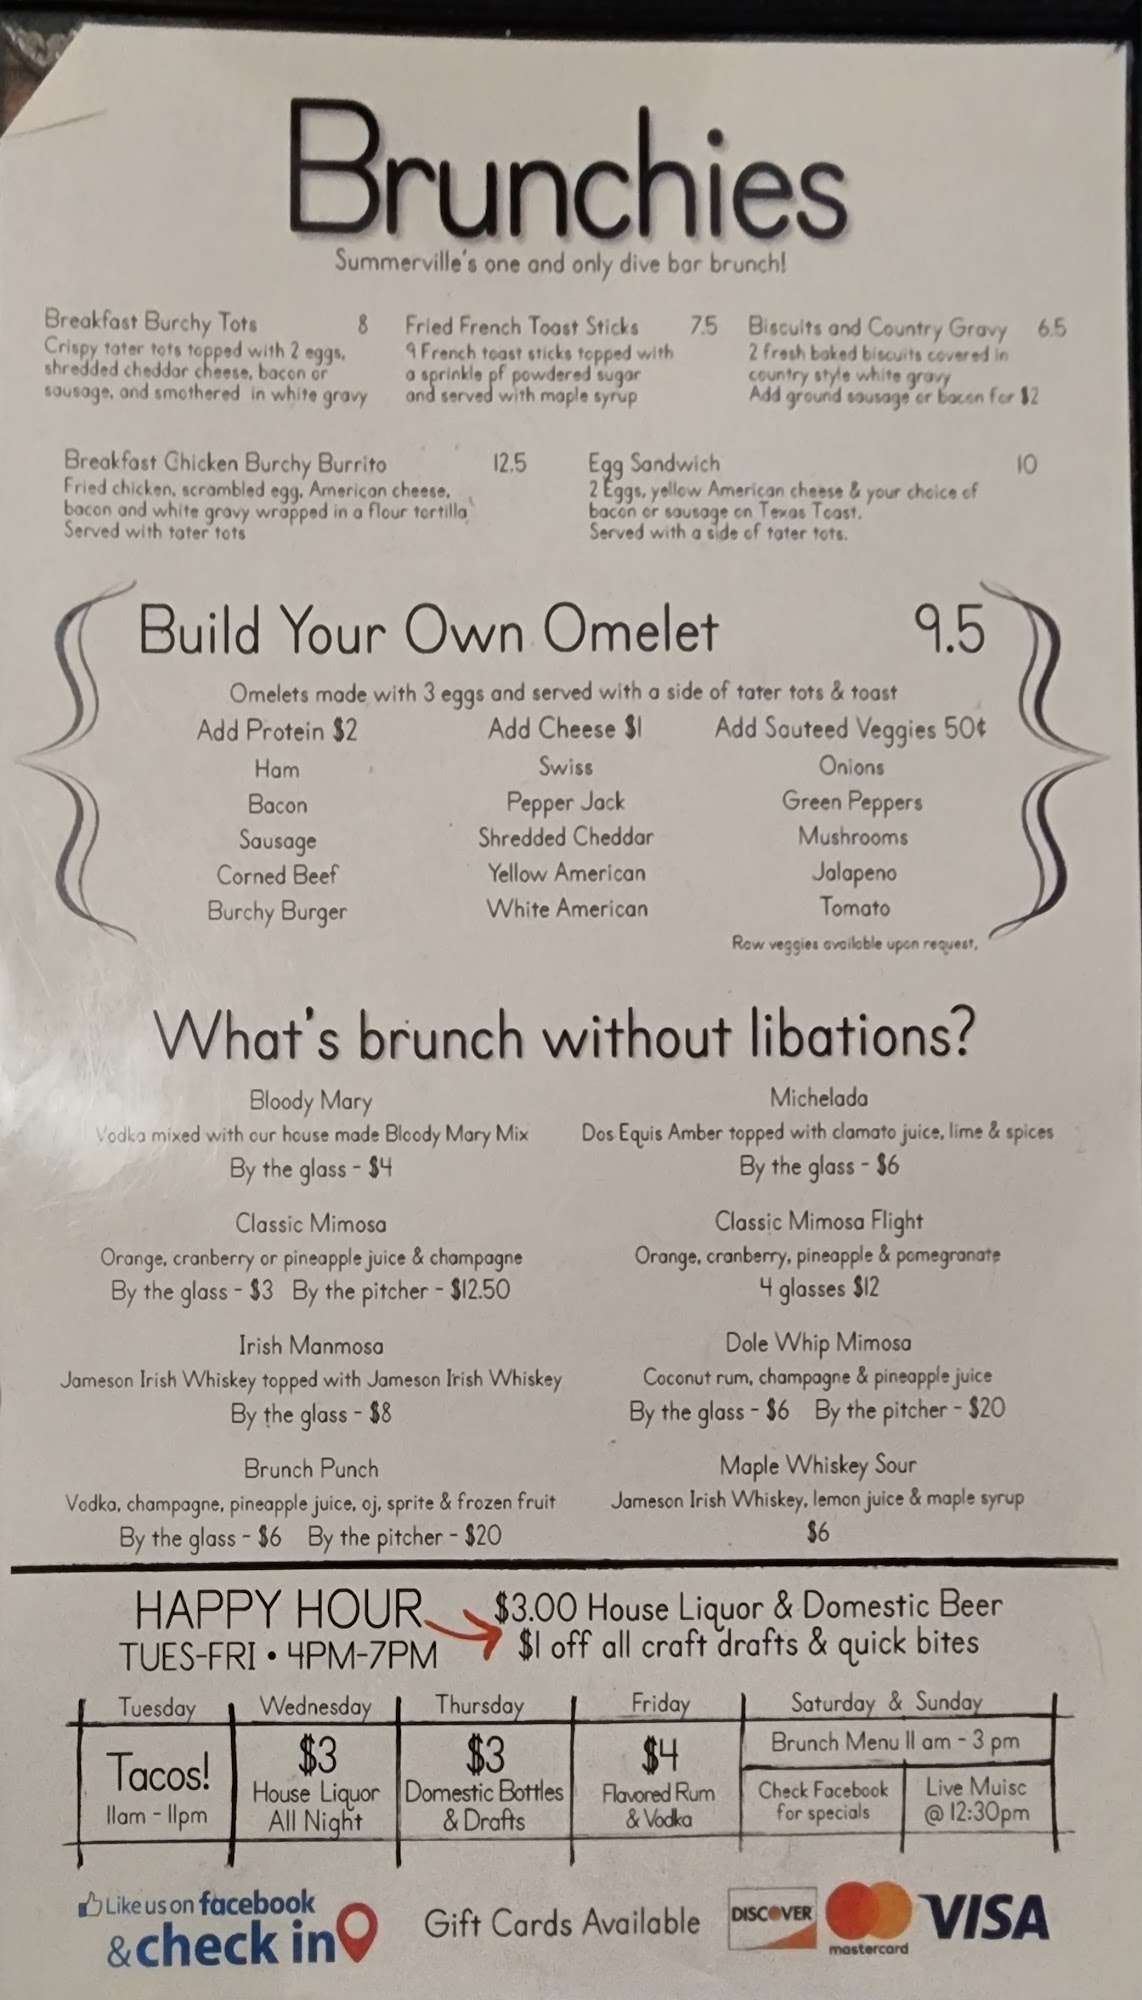 Brunchies
Summerville's one and only dive bar brunch!
Breakfast Burchy Tots 8
Crispy tater tots topped with 2 eggs,
shredded cheddar cheese, bacon or
sausage, and smothered in white gravy
Fried French Toast Sticks 7.5
9 French toast sticks topped with
a sprinkle pf powdered sugar
and served with maple syrup
Biscuits and Country Gravy 6.5
2 fresh baked biscuits covered in
country style white gravy
Add ground sausage or bacon for $2
Breakfast Chicken Burchy Burrito 12.5
Fried chicken, scrambled egg, American cheese,
bacon and white gravy wrapped in a flour tortilla
Served with tater tots
Egg Sandwich 10
2 Eggs, yellow American cheese & your choice of
bacon or sausage on Texas Toast.
Served with a side of tater tots.
Build Your Own Omelet 9.5
Omelets made with 3 eggs and served with a side of tater tots & toast
Add Protein $2
Ham
Bacon
Sausage
Corned Beef
Burchy Burger
Add Cheese $1
Swiss
Pepper Jack
Shredded Cheddar
Yellow American
White American
Add Sauteed Veggies 50¢
Onions
Green Peppers
Mushrooms
Jalapeno
Tomato
Raw veggies available upon request,
What's brunch without libations?
Bloody Mary
Vodka mixed with our house made Bloody Mary Mix
By the glass - $4
Michelada
Dos Equis Amber topped with clamato juice, lime & spices
By the glass - $6
Classic Mimosa
Orange, cranberry or pineapple juice & champagne
By the glass - $3 By the pitcher - $12.50
Classic Mimosa Flight
Orange, cranberry, pineapple & pomegranate
4 glasses $12
Irish Manmosa
Jameson Irish Whiskey topped with Jameson Irish Whiskey
By the glass - $8
Dole Whip Mimosa
Coconut rum, champagne & pineapple juice
By the glass - $6 By the pitcher - $20
Brunch Punch
Vodka, champagne, pineapple juice, oj, sprite & frozen fruit
By the glass - $6 By the pitcher - $20
Maple Whiskey Sour
Jameson Irish Whiskey, lemon juice & maple syrup
$6
HAPPY HOUR
TUES-FRI • 4PM-7PM
$3.00 House Liquor & Domestic Beer
$1 off all craft drafts & quick bites
Tuesday
Tacos!
11am - 11pm
Wednesday
$3
House Liquor
All Night
Thursday
$3
Domestic Bottles
& Drafts
Friday
$4
Flavored Rum
& Vodka
Saturday & Sunday
Brunch Menu 11 am - 3 pm
Check Facebook
for specials
Live Muisc
@ 12:30pm
Like us on facebook
& check in
Gift Cards Available
DISCOVER
mastercard
VISA